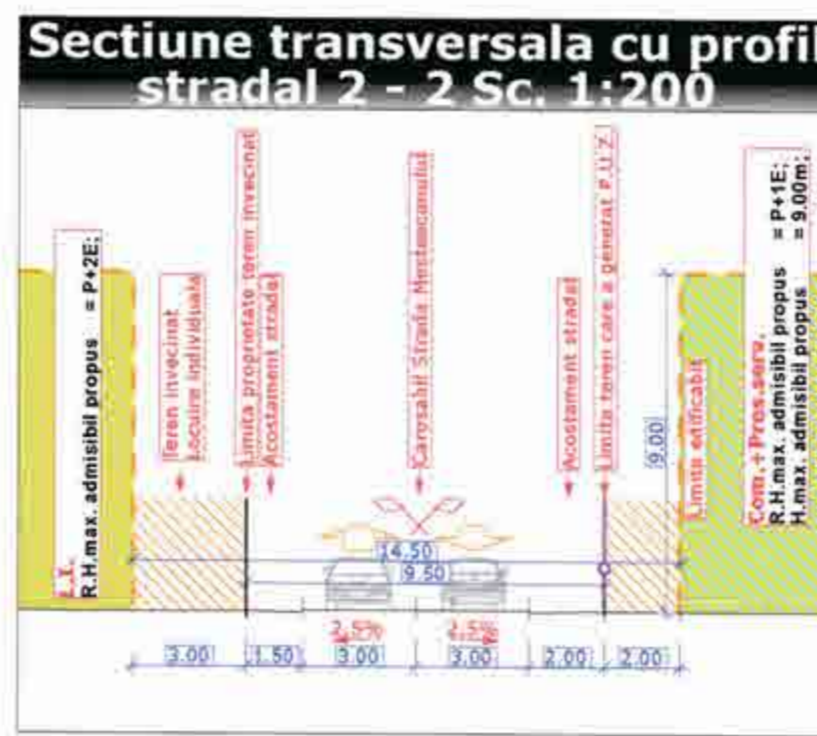 Sectiune transversala cu profil
stradal 2 - 2 Sc. 1:200
L.I.
R.H.max. admisibil propus = P+2E;
Teren invecinat
Locuire individuala
Limita proprietate teren invecinat
Acostament stradal
Carosabil Strada Mesteacanului
Acostament stradal
Limita teren care a generat P.U.Z.
9.00
Limita edificabil
Com.+Pres.serv.
R.H.max. admisibil propus = P+1E;
H.max. admisibil propus = 9.00m;
14.50
9.50
2.5% 2.5%
3.00 1.50 3.00 3.00 2.00 2.00